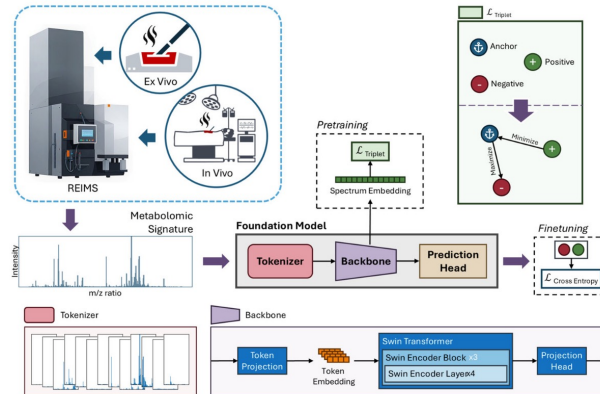 Ex Vivo
In Vivo
REIMS
ℒ Triplet
Anchor
Positive
Negative
Minimize
Maximize
Pretraining
ℒ Triplet
Spectrum Embedding
Metabolomic
Signature
Intensity
m/z ratio
Foundation Model
Tokenizer
Backbone
Prediction
Head
Finetuning
ℒ Cross Entropy
Tokenizer
Backbone
Token
Projection
Token
Embedding
Swin Transformer
Swin Encoder Block x3
Swin Encoder Layer x4
Projection
Head